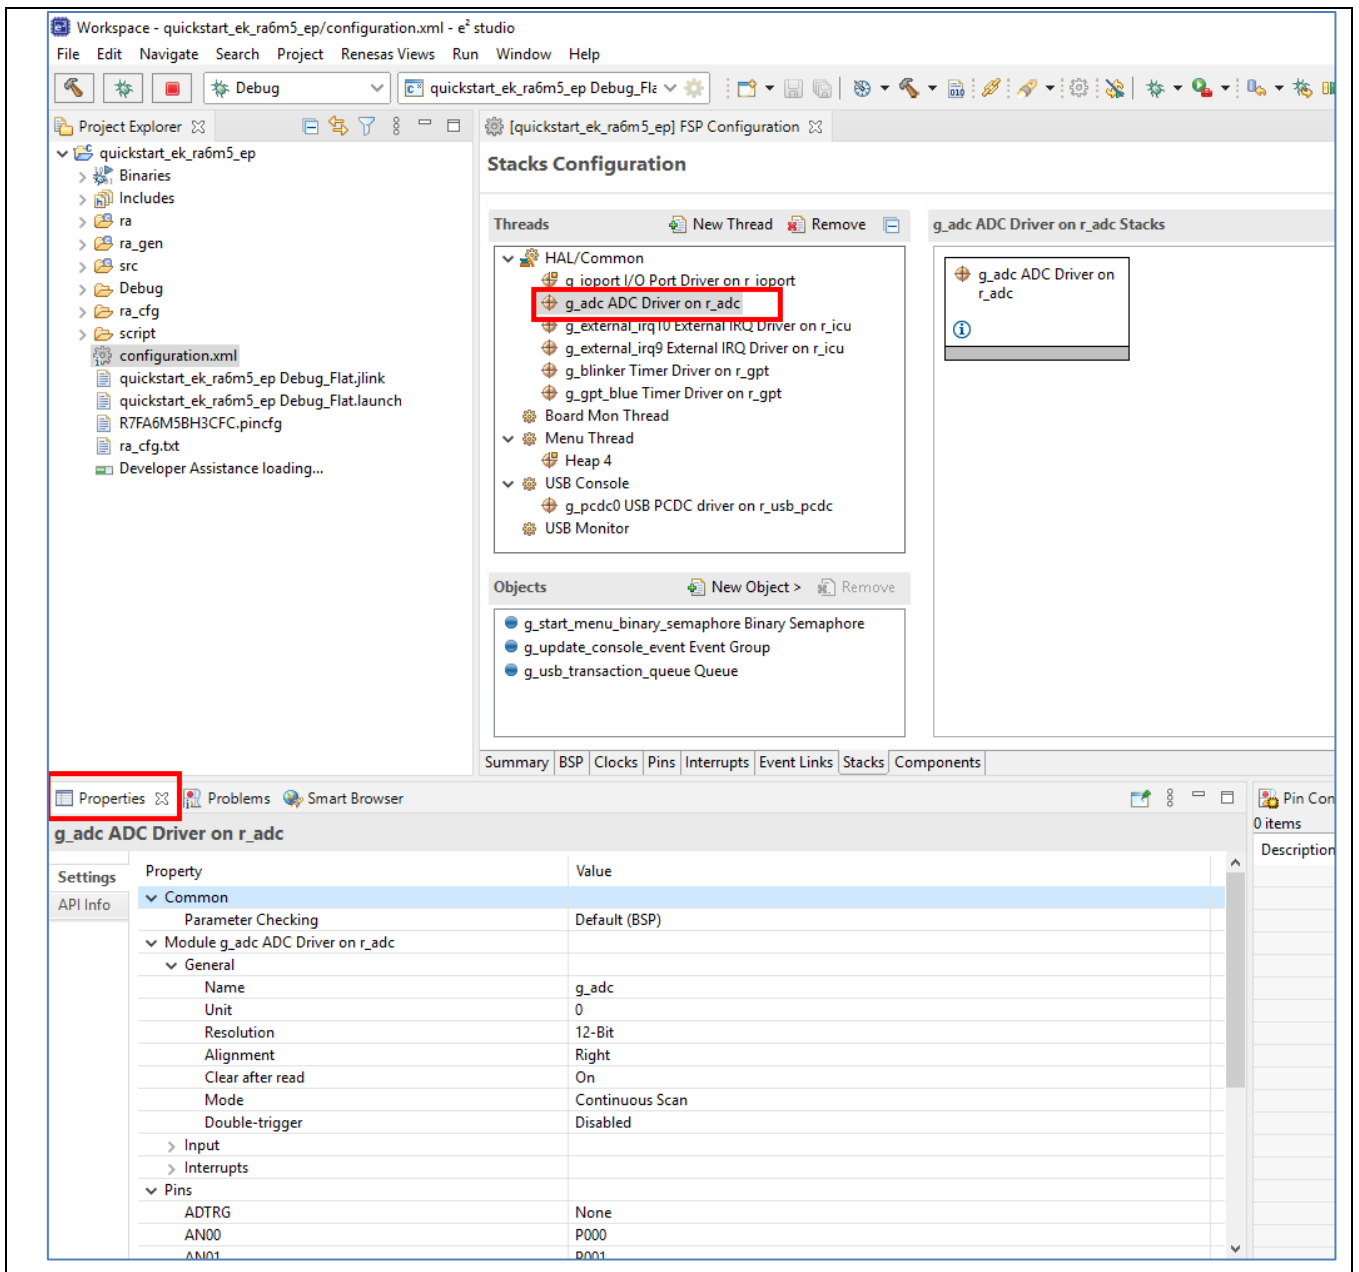 Workspace - quickstart_ek_ra6m5_ep/configuration.xml - e² studio
File Edit Navigate Search Project Renesas Views Run Window Help
Debug
quickstart_ek_ra6m5_ep Debug_Fla
Project Explorer
[quickstart_ek_ra6m5_ep] FSP Configuration
quickstart_ek_ra6m5_ep
Binaries
Includes
ra
ra_gen
src
Debug
ra_cfg
script
configuration.xml
quickstart_ek_ra6m5_ep Debug_Flat.jlink
quickstart_ek_ra6m5_ep Debug_Flat.launch
R7FA6M5BH3CFC.pincfg
ra_cfg.txt
Developer Assistance loading...
Stacks Configuration
Threads
New Thread Remove
HAL/Common
g_ioport I/O Port Driver on r_ioport
g_adc ADC Driver on r_adc
g_external_irq10 External IRQ Driver on r_icu
g_external_irq9 External IRQ Driver on r_icu
g_blinker Timer Driver on r_gpt
g_gpt_blue Timer Driver on r_gpt
Board Mon Thread
Menu Thread
Heap 4
USB Console
g_pcdc0 USB PCDC driver on r_usb_pcdc
USB Monitor
g_adc ADC Driver on r_adc Stacks
g_adc ADC Driver on
r_adc
Objects
New Object > Remove
g_start_menu_binary_semaphore Binary Semaphore
g_update_console_event Event Group
g_usb_transaction_queue Queue
Summary BSP Clocks Pins Interrupts Event Links Stacks Components
Properties Problems Smart Browser
g_adc ADC Driver on r_adc
Settings
API Info
Property Value
Common
Parameter Checking Default (BSP)
Module g_adc ADC Driver on r_adc
General
Name g_adc
Unit 0
Resolution 12-Bit
Alignment Right
Clear after read On
Mode Continuous Scan
Double-trigger Disabled
Input
Interrupts
Pins
ADTRG None
AN00 P000
AN01 P001
Pin Con
0 items
Description